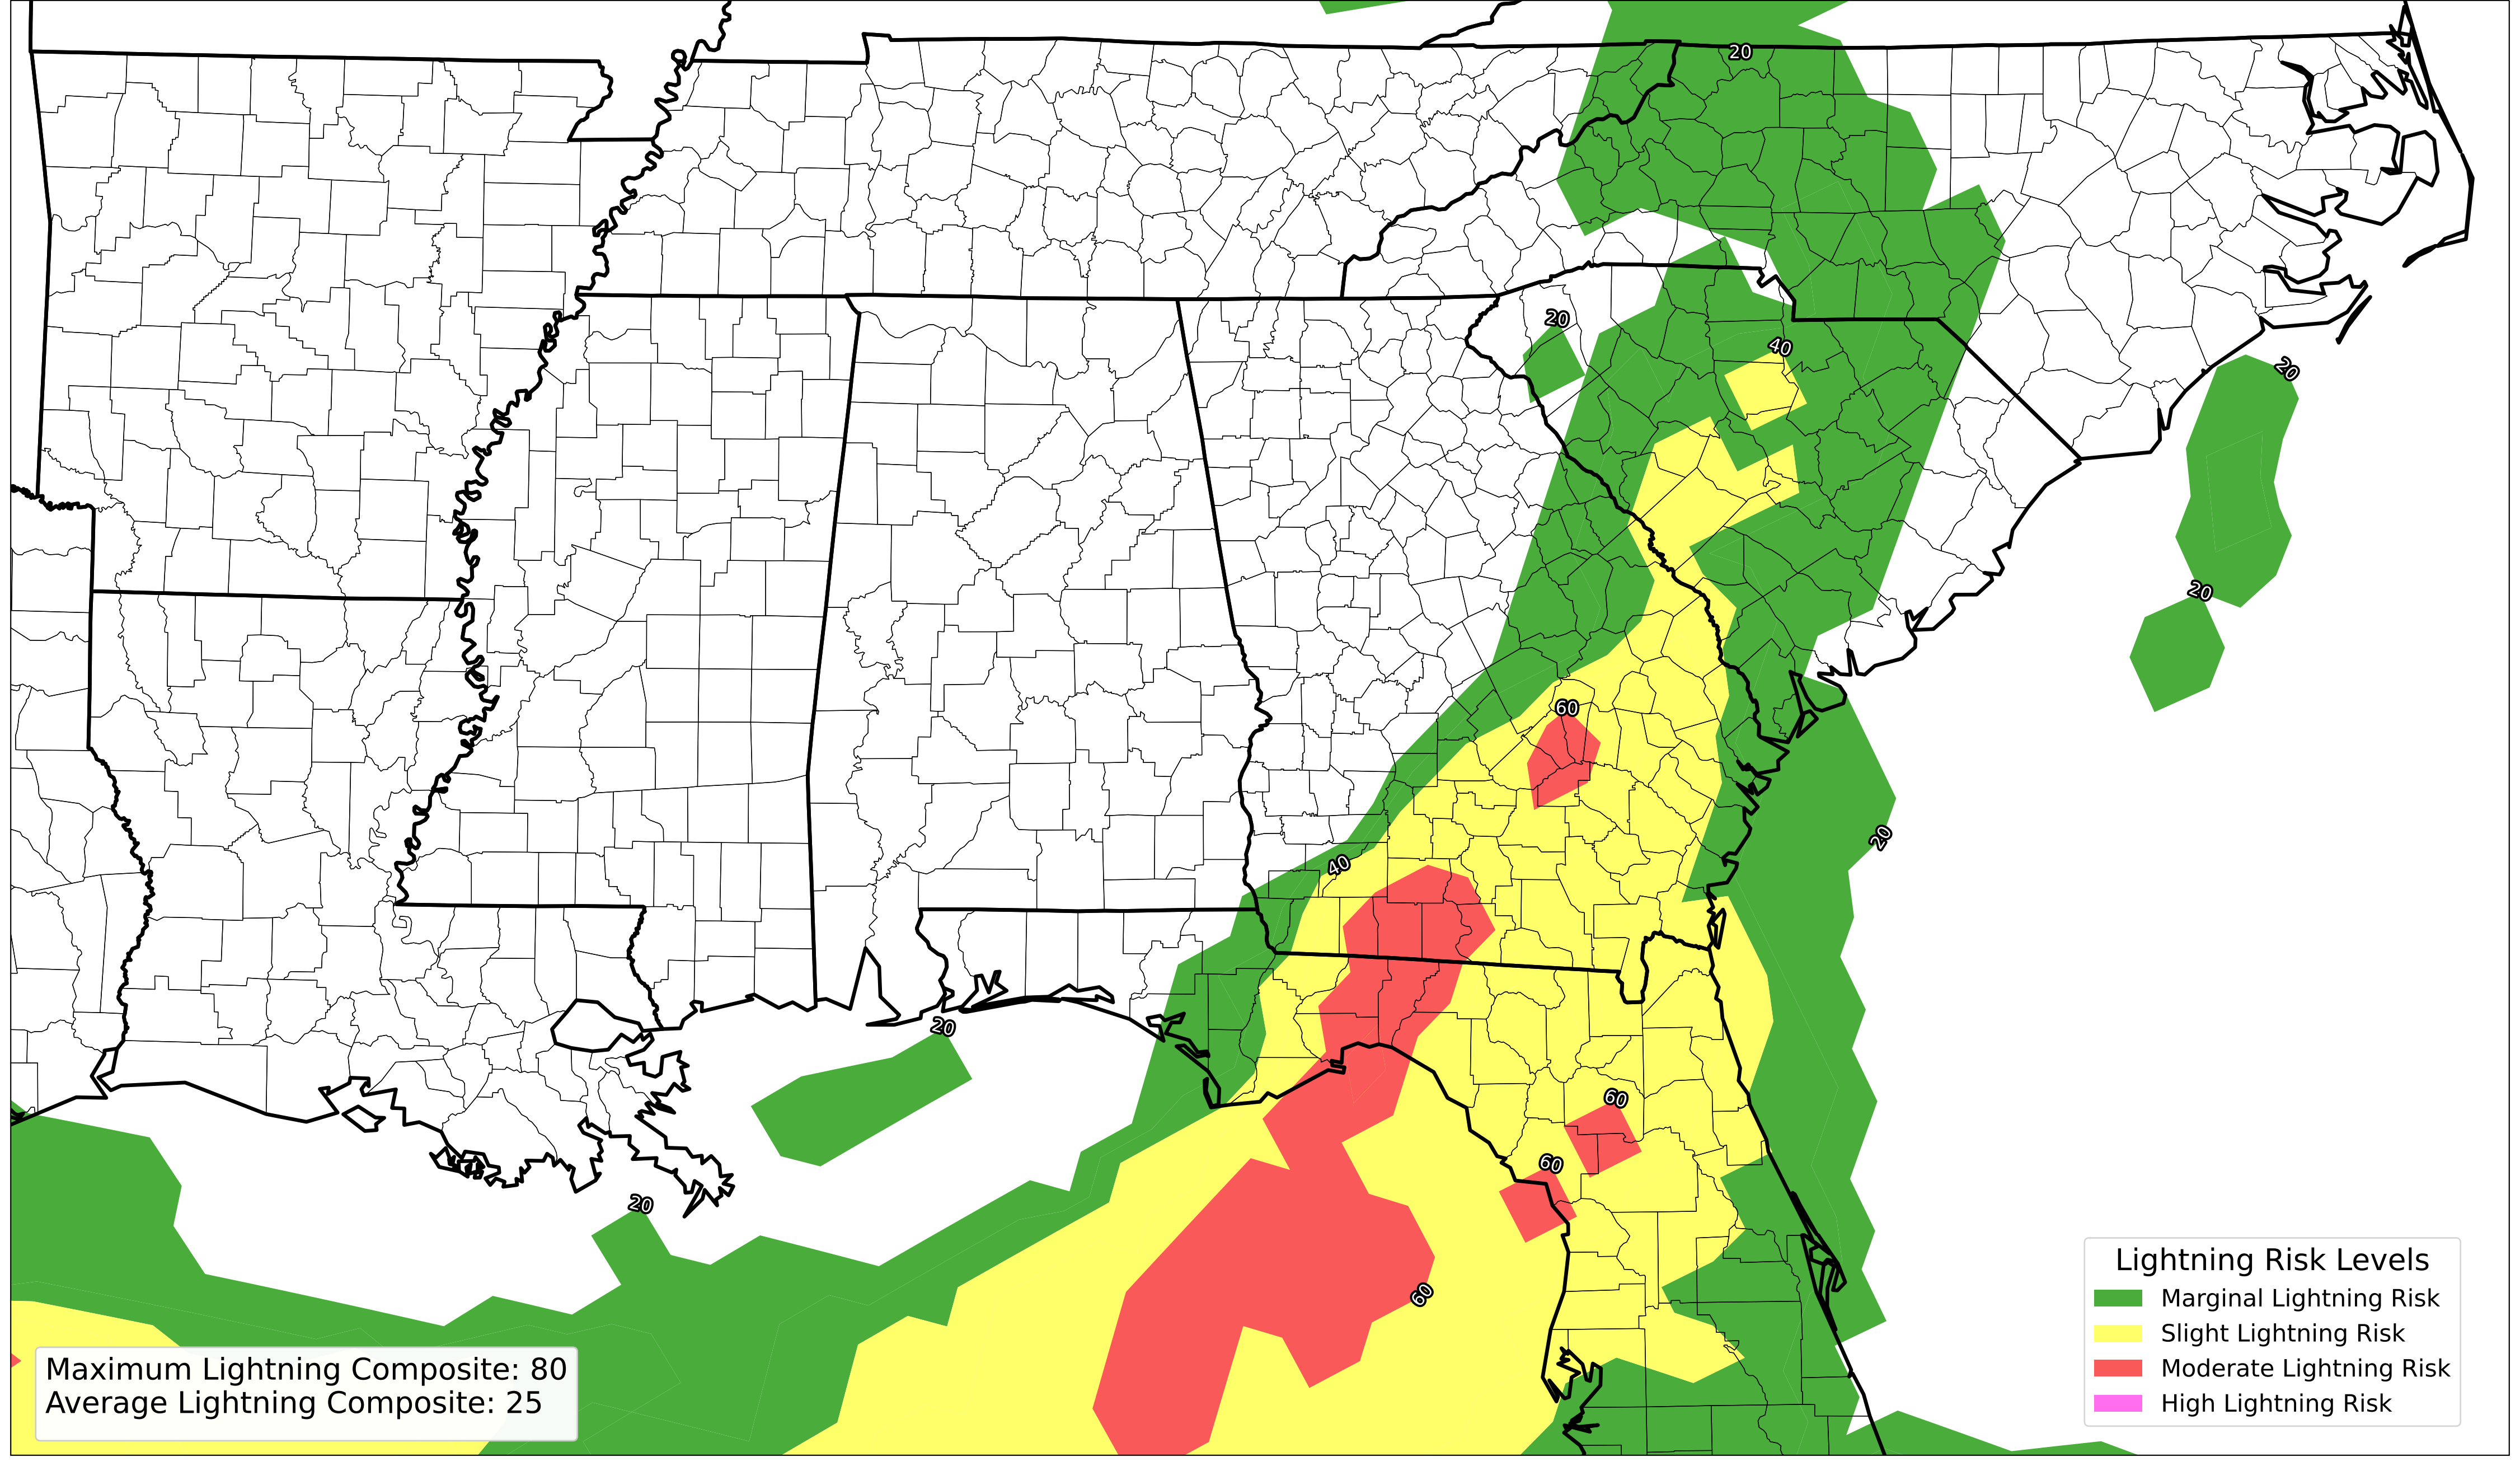 20
20
40
20
20
60
20
40
20
60
60
20
60
Lightning Risk Levels
Marginal Lightning Risk
Slight Lightning Risk
Moderate Lightning Risk
High Lightning Risk
Maximum Lightning Composite: 80
Average Lightning Composite: 25